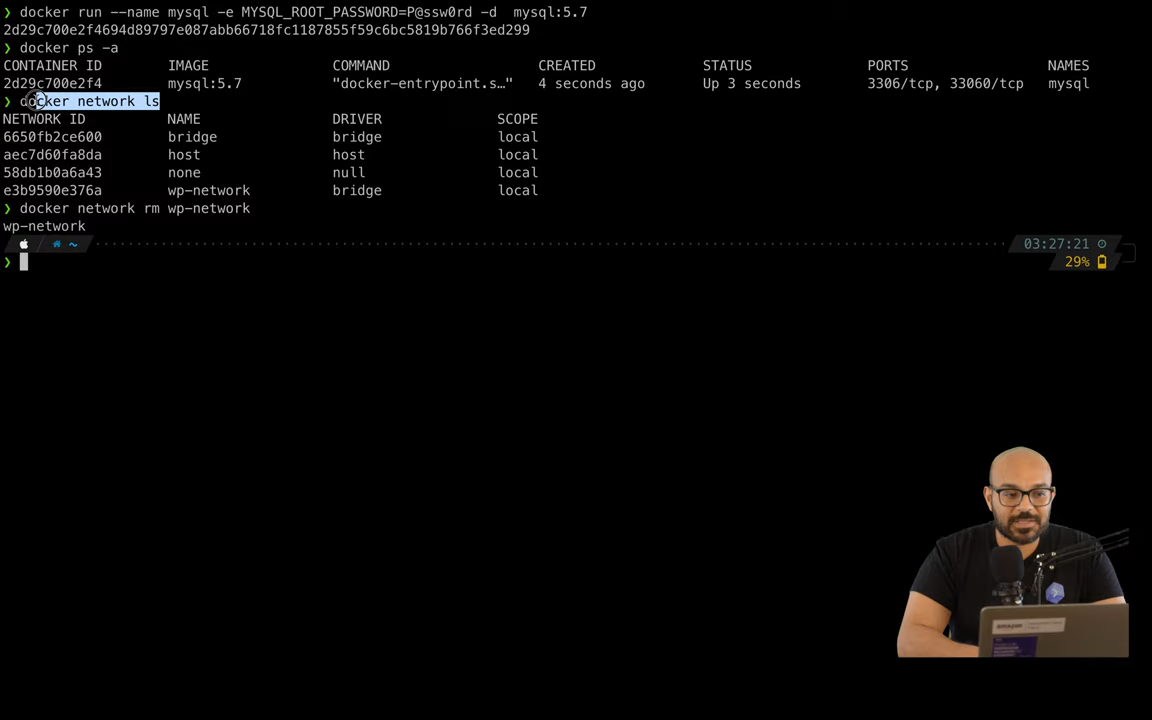 ❯ docker run --name mysql -e MYSQL_ROOT_PASSWORD=P@ssw0rd -d  mysql:5.7
2d29c700e2f4694d89797e087abb66718fc1187855f59c6bc5819b766f3ed299
❯ docker ps -a
CONTAINER ID   IMAGE   COMMAND   CREATED   STATUS   PORTS   NAMES
2d29c700e2f4   mysql:5.7   "docker-entrypoint.s…"   4 seconds ago   Up 3 seconds   3306/tcp, 33060/tcp   mysql
❯ docker network ls
NETWORK ID   NAME   DRIVER   SCOPE
6650fb2ce600   bridge   bridge   local
aec7d60fa8da   host   host   local
58db1b0a6a43   none   null   local
e3b9590e376a   wp-network   bridge   local
❯ docker network rm wp-network
wp-network
~ 03:27:21
❯ 29%
amazon